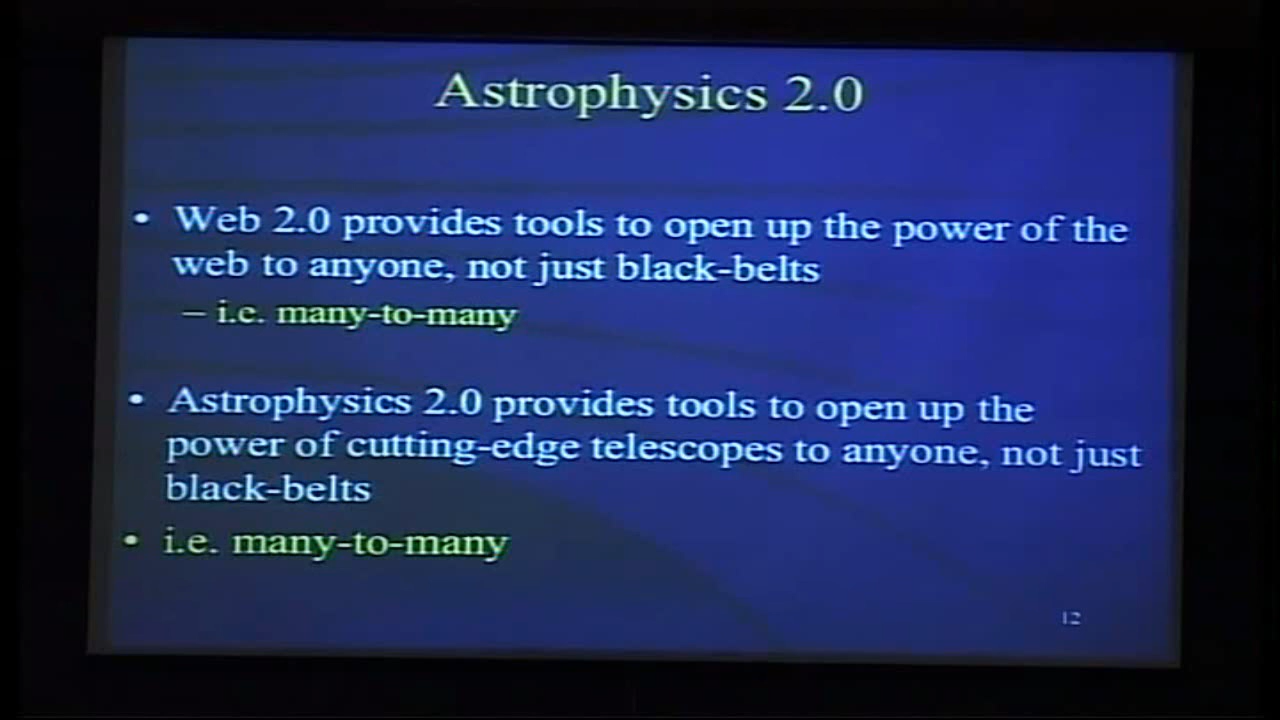 Astrophysics 2.0
• Web 2.0 provides tools to open up the power of the
web to anyone, not just black-belts
– i.e. many-to-many
• Astrophysics 2.0 provides tools to open up the
power of cutting-edge telescopes to anyone, not just
black-belts
• i.e. many-to-many
12